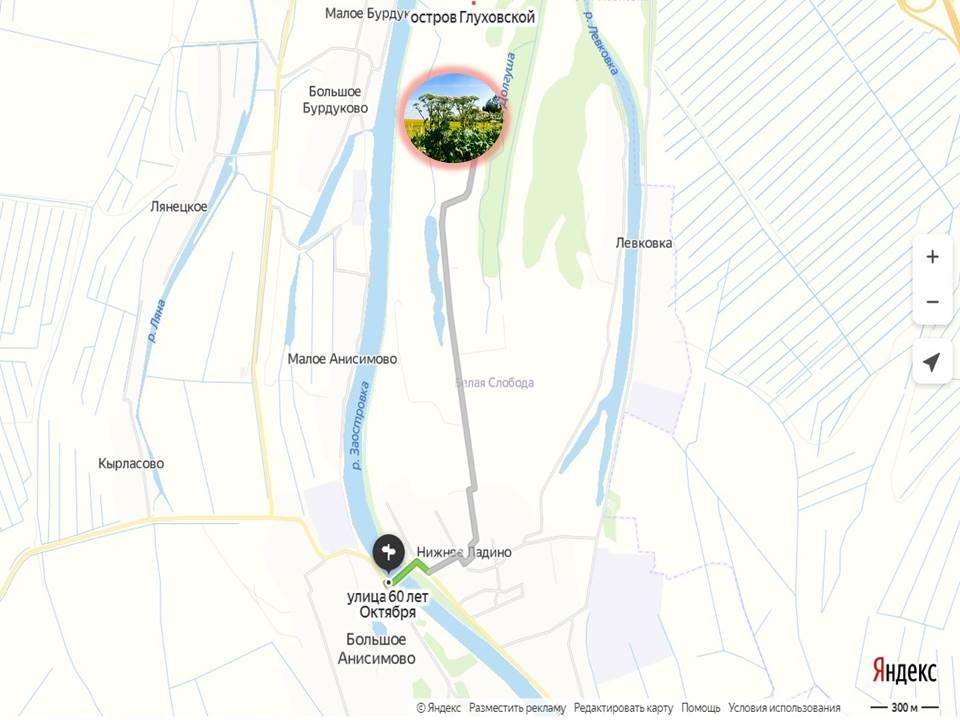 Малое Бурдук
остров Глуховской
р. Левковка
Долгуша
Большое
Бурдуково
Лянецкое
Левковка
+
−
р. Ляна
Малое Анисимово
елая Слобода
р. Заостровка
Кырласово
Нижнее Ладино
улица 60 лет
Октября
Большое
Анисимово
Яндекс
© Яндекс Разместить рекламу Редактировать карту Помощь Условия использования
300 м